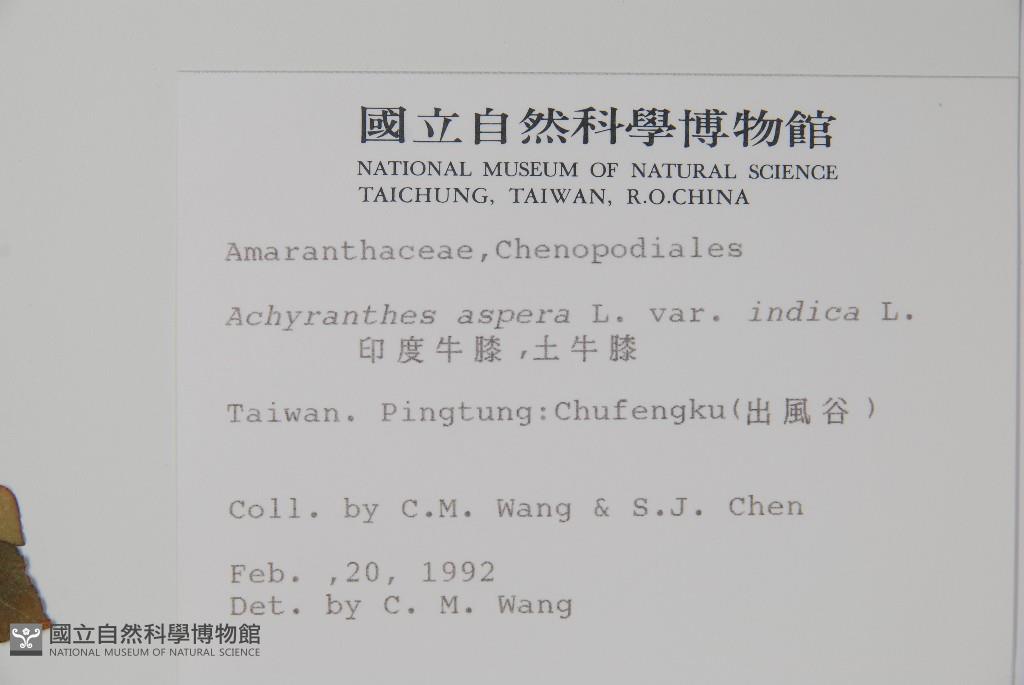 國立自然科學博物館
NATIONAL MUSEUM OF NATURAL SCIENCE
TAICHUNG, TAIWAN, R.O.CHINA
Amaranthaceae,Chenopodiales
Achyranthes aspera L. var. indica L.
印度牛膝,土牛膝
Taiwan. Pingtung:Chufengku(出風谷)
Coll. by C.M. Wang & S.J. Chen
Feb. ,20, 1992
Det. by C. M. Wang
國立自然科學博物館
NATIONAL MUSEUM OF NATURAL SCIENCE